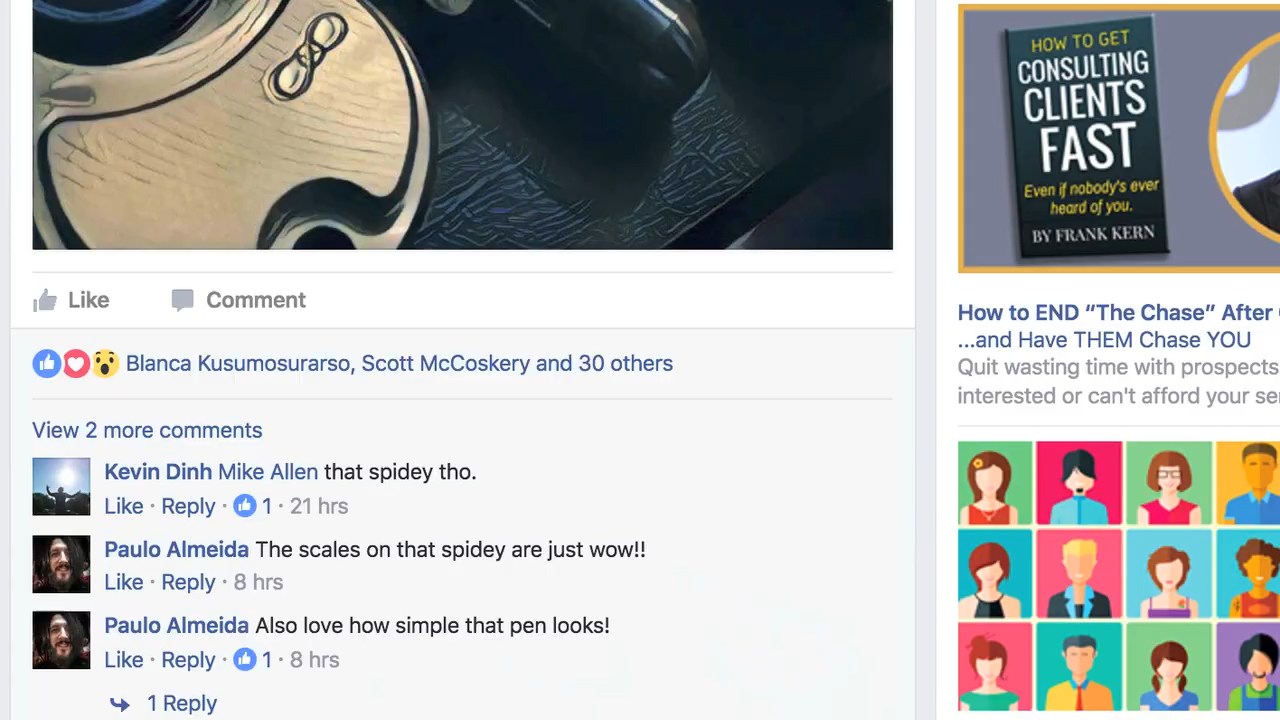 Like Comment
Blanca Kusumosurarso, Scott McCoskery and 30 others
View 2 more comments
Kevin Dinh Mike Allen that spidey tho.
Like · Reply · 1 · 21 hrs
Paulo Almeida The scales on that spidey are just wow!!
Like · Reply · 8 hrs
Paulo Almeida Also love how simple that pen looks!
Like · Reply · 1 · 8 hrs
1 Reply
HOW TO GET
CONSULTING
CLIENTS
FAST
Even if nobody's ever
heard of you.
BY FRANK KERN
How to END “The Chase” After
...and Have THEM Chase YOU
Quit wasting time with prospects
interested or can't afford your